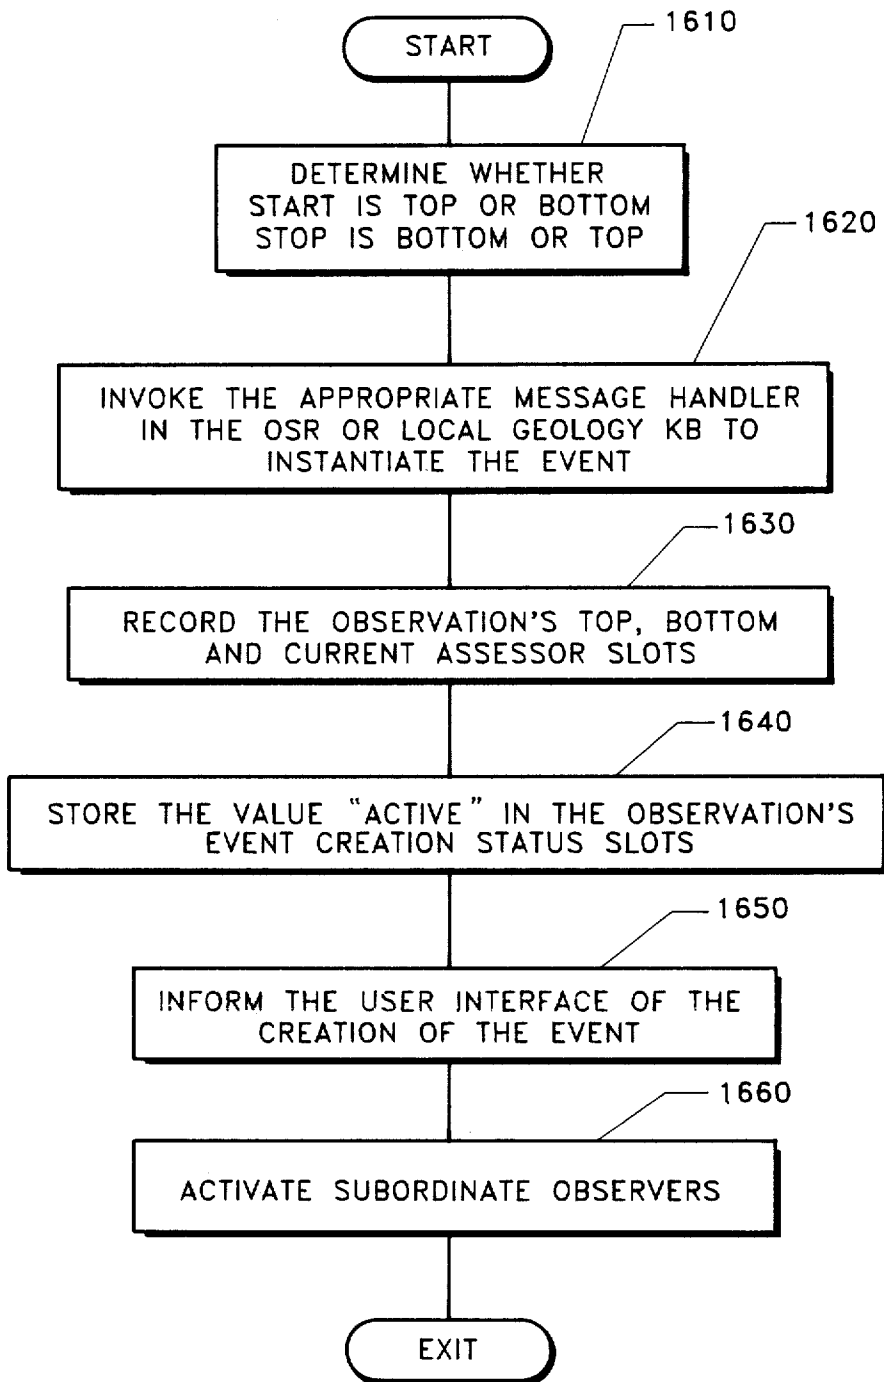 START
1610
DETERMINE WHETHER
START IS TOP OR BOTTOM
STOP IS BOTTOM OR TOP
1620
INVOKE THE APPROPRIATE MESSAGE HANDLER
IN THE OSR OR LOCAL GEOLOGY KB TO
INSTANTIATE THE EVENT
1630
RECORD THE OBSERVATION'S TOP, BOTTOM
AND CURRENT ASSESSOR SLOTS
1640
STORE THE VALUE "ACTIVE" IN THE OBSERVATION'S
EVENT CREATION STATUS SLOTS
1650
INFORM THE USER INTERFACE OF THE
CREATION OF THE EVENT
1660
ACTIVATE SUBORDINATE OBSERVERS
EXIT